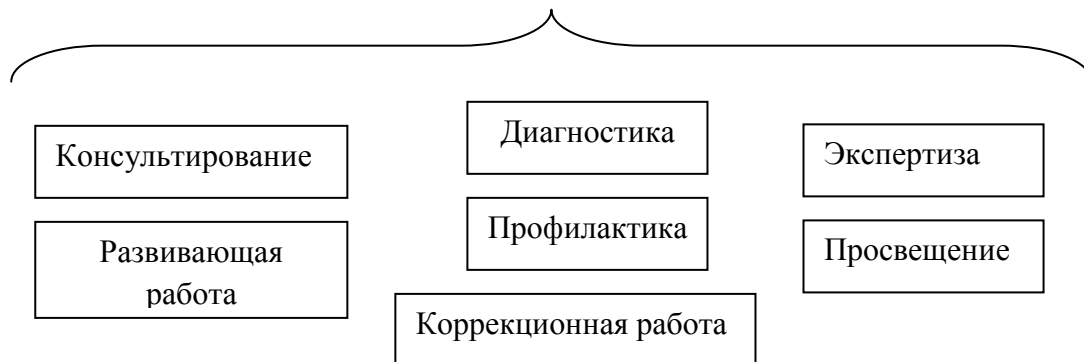 Консультирование
Диагностика
Экспертиза
Развивающая
работа
Профилактика
Просвещение
Коррекционная работа